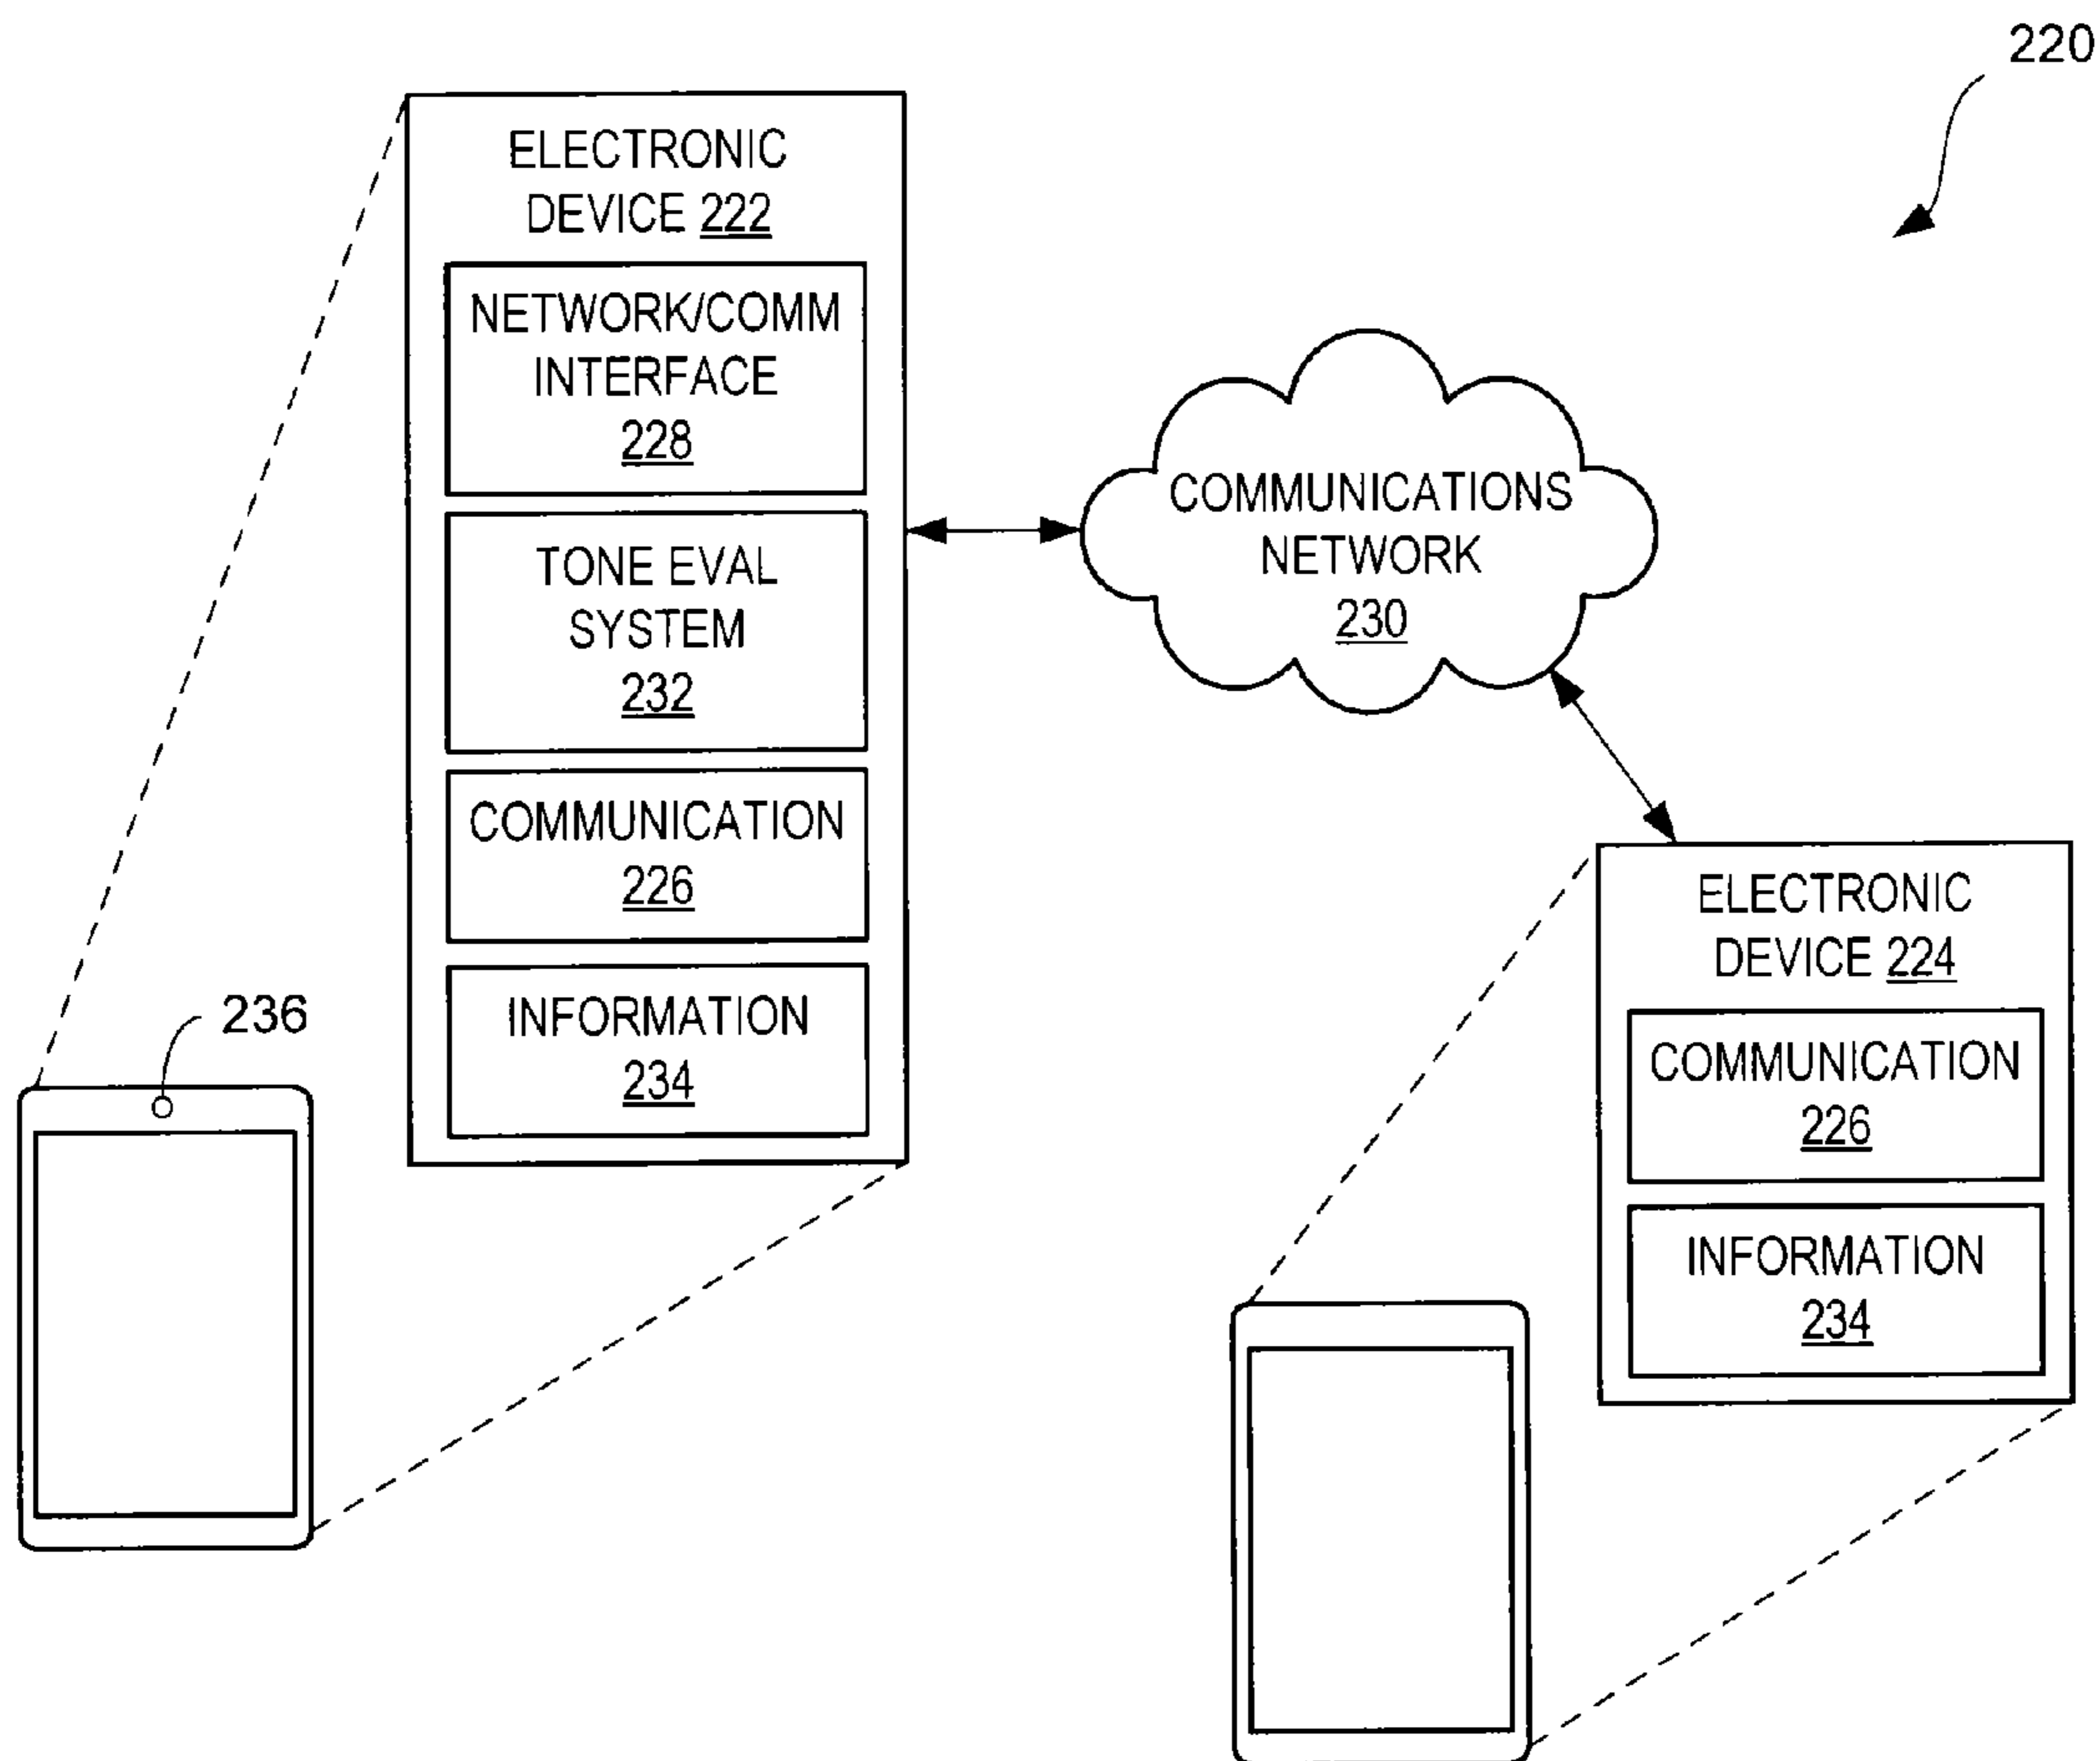 220
ELECTRONIC
DEVICE 222
NETWORK/COMM
INTERFACE
228
TONE EVAL
SYSTEM
232
COMMUNICATION
226
INFORMATION
234
236
COMMUNICATIONS
NETWORK
230
ELECTRONIC
DEVICE 224
COMMUNICATION
226
INFORMATION
234